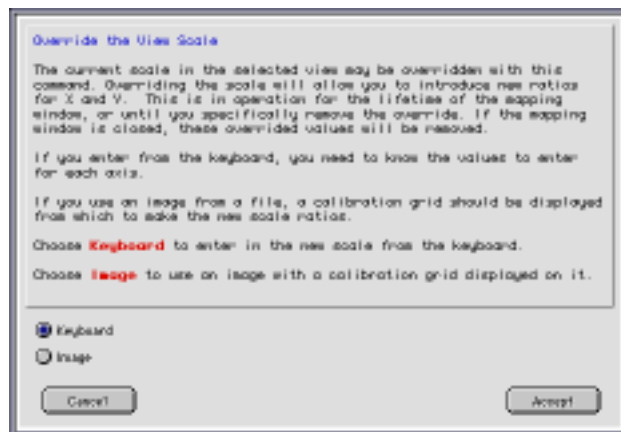 Override the View Scale
The current scale in the selected view may be overridden with this
command. Overriding the scale will allow you to introduce new ratios
for X and Y. This is in operation for the lifetime of the mapping
window, or until you specifically remove the override. If the mapping
window is closed, these overrided values will be removed.
If you enter from the keyboard, you need to know the values to enter
for each axis.
If you use an image from a file, a calibration grid should be displayed
from which to make the new scale ratios.
Choose Keyboard to enter in the new scale from the keyboard.
Choose Image to use an image with a calibration grid displayed on it.
Keyboard
Image
Cancel
Accept